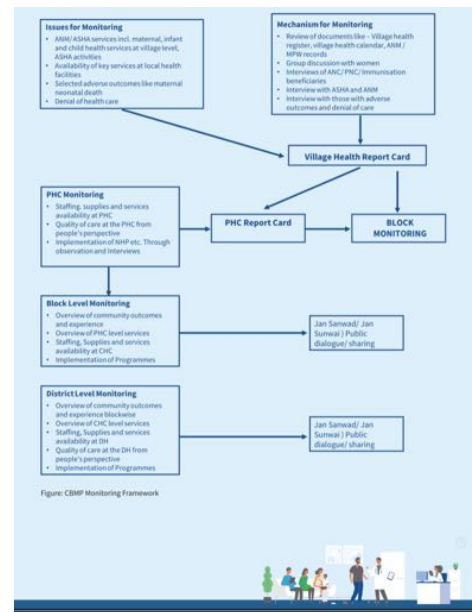 Issues for Monitoring
• ANM/ ASHA services incl. maternal, infant
and child health services at village level,
ASHA activities
• Availability of key services at local health
facilities
• Selected adverse outcomes like maternal
neonatal death
• Denial of health care
Mechanism for Monitoring
• Review of documents like – Village health
register, village health calendar, ANM /
MPW records
• Group discussion with women
• Interviews of ANC/ PNC/ Immunisation
beneficiaries
• Interview with ASHA and ANM
• Interview with those with adverse
outcomes and denial of care
Village Health Report Card
PHC Monitoring
• Staffing, supplies and services
availability at PHC
• Quality of care at the PHC from
people's perspective
• Implementation of NHP etc. Through
observation and Interviews
PHC Report Card
BLOCK
MONITORING
Block Level Monitoring
• Overview of community outcomes
and experience
• Overview of PHC level services
• Staffing, Supplies and services
availability at CHC
• Implementation of Programmes
Jan Sanwad/ Jan
Sunwai ) Public
dialogue/ sharing
District Level Monitoring
• Overview of community outcomes
and experience blockwise
• Overview of CHC level services
• Staffing, Supplies and services
availability at DH
• Quality of care at the DH from
people's perspective
• Implementation of Programmes
Jan Sanwad/ Jan
Sunwai ) Public
dialogue/ sharing
Figure: CBMP Monitoring Framework